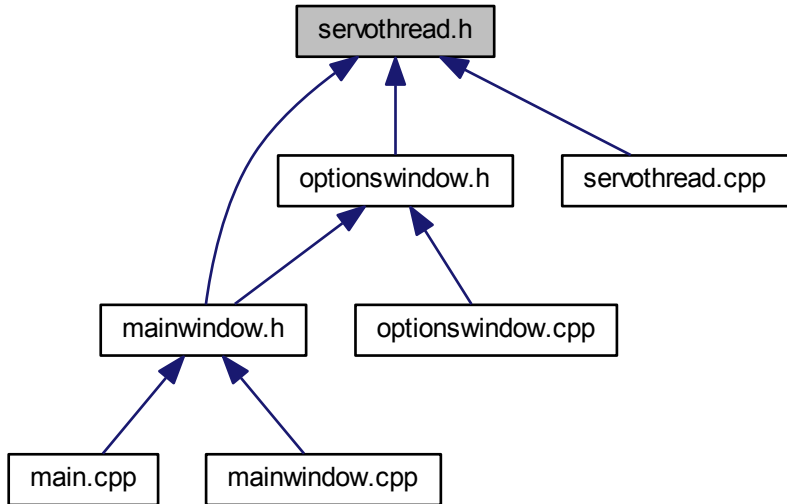 servothread.h
optionswindow.h
servothread.cpp
mainwindow.h
optionswindow.cpp
main.cpp
mainwindow.cpp